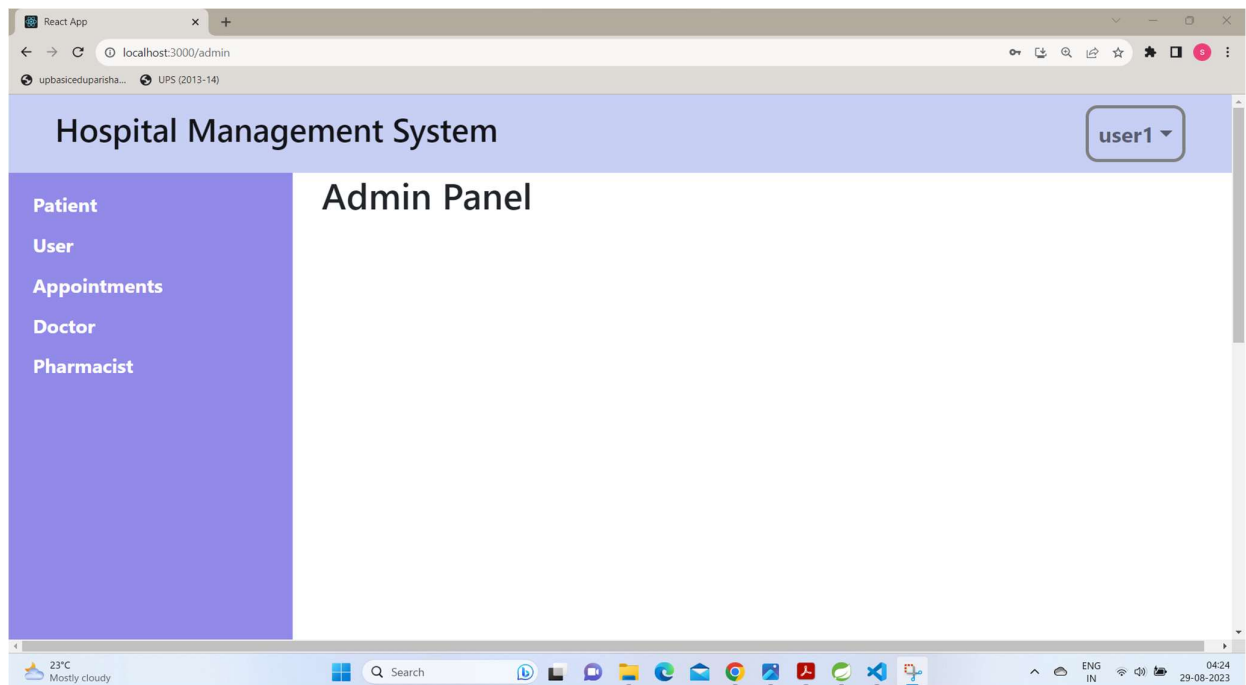 React App
localhost:3000/admin
upbasiceduparisha... UPS (2013-14)
S
Hospital Management System
user1
Admin Panel
Patient
User
Appointments
Doctor
Pharmacist
23°C
Mostly cloudy
Search
b
ENG
IN
04:24
29-08-2023